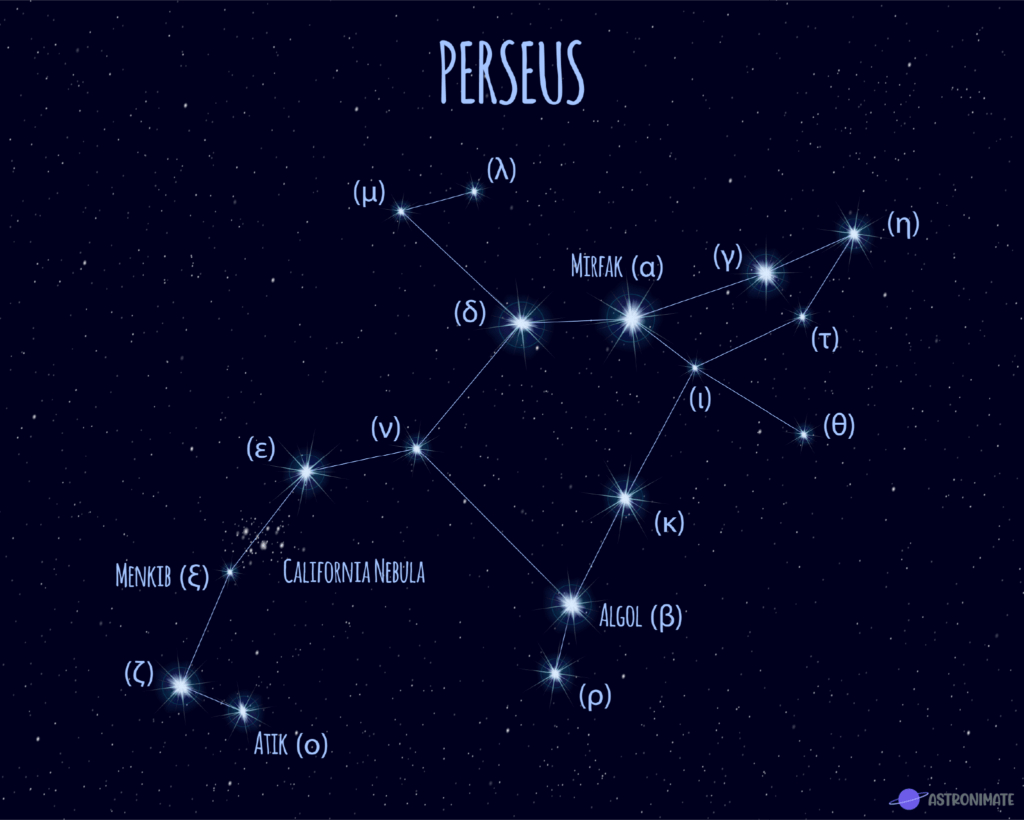 PERSEUS
(λ)
(μ)
(η)
(γ)
MIRFAK (α)
(δ)
(τ)
(ι)
(θ)
(ν)
(ε)
(κ)
CALIFORNIA NEBULA
MENKIB (ξ)
ALGOL (β)
(ζ)
(ρ)
ATIK (ο)
ASTRONIMATE